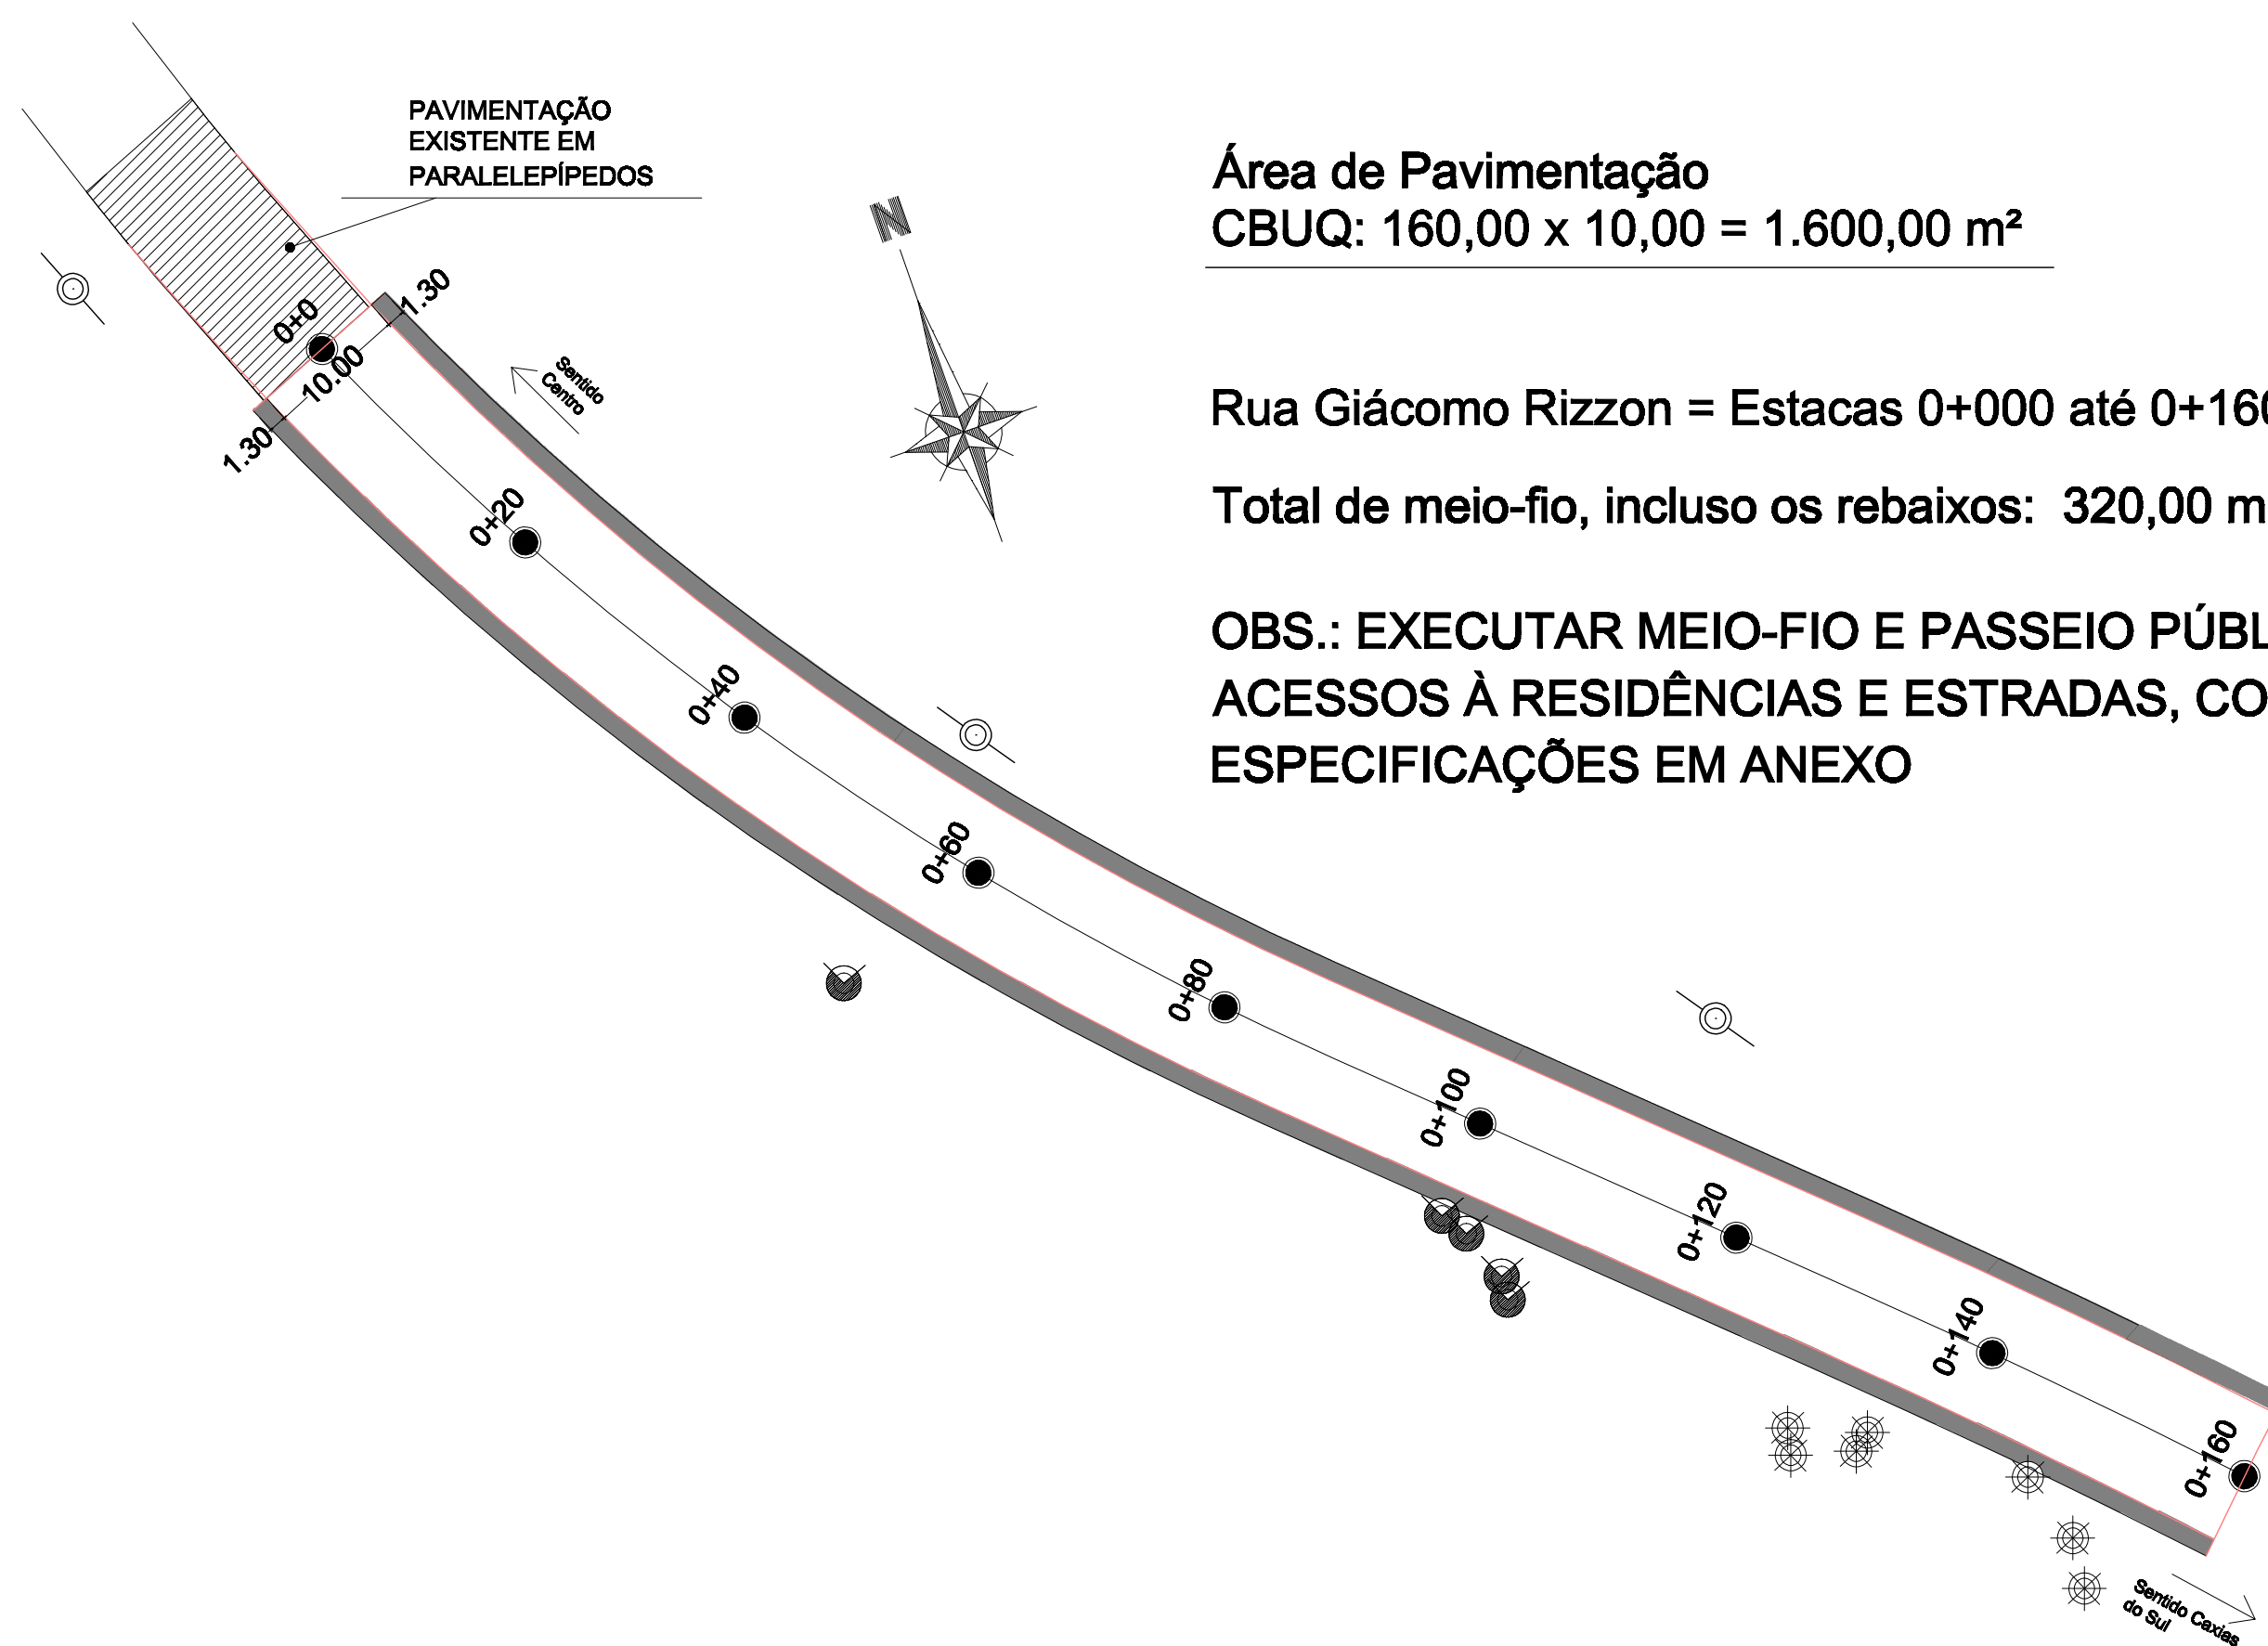 PAVIMENTAÇÃO
EXISTENTE EM
PARALELEPÍPEDOS
N
Área de Pavimentação
CBUQ: 160,00 x 10,00 = 1.600,00 m²
Rua Giácomo Rizzon = Estacas 0+000 até 0+160
Total de meio-fio, incluso os rebaixos: 320,00 m
OBS.: EXECUTAR MEIO-FIO E PASSEIO PÚBL
ACESSOS À RESIDÊNCIAS E ESTRADAS, CO
ESPECIFICAÇÕES EM ANEXO
1.30
0+0
10.00
1.30
Sentido
Centro
0+20
0+40
0+60
0+80
0+100
0+120
0+140
0+160
Sentido Caxias
do Sul